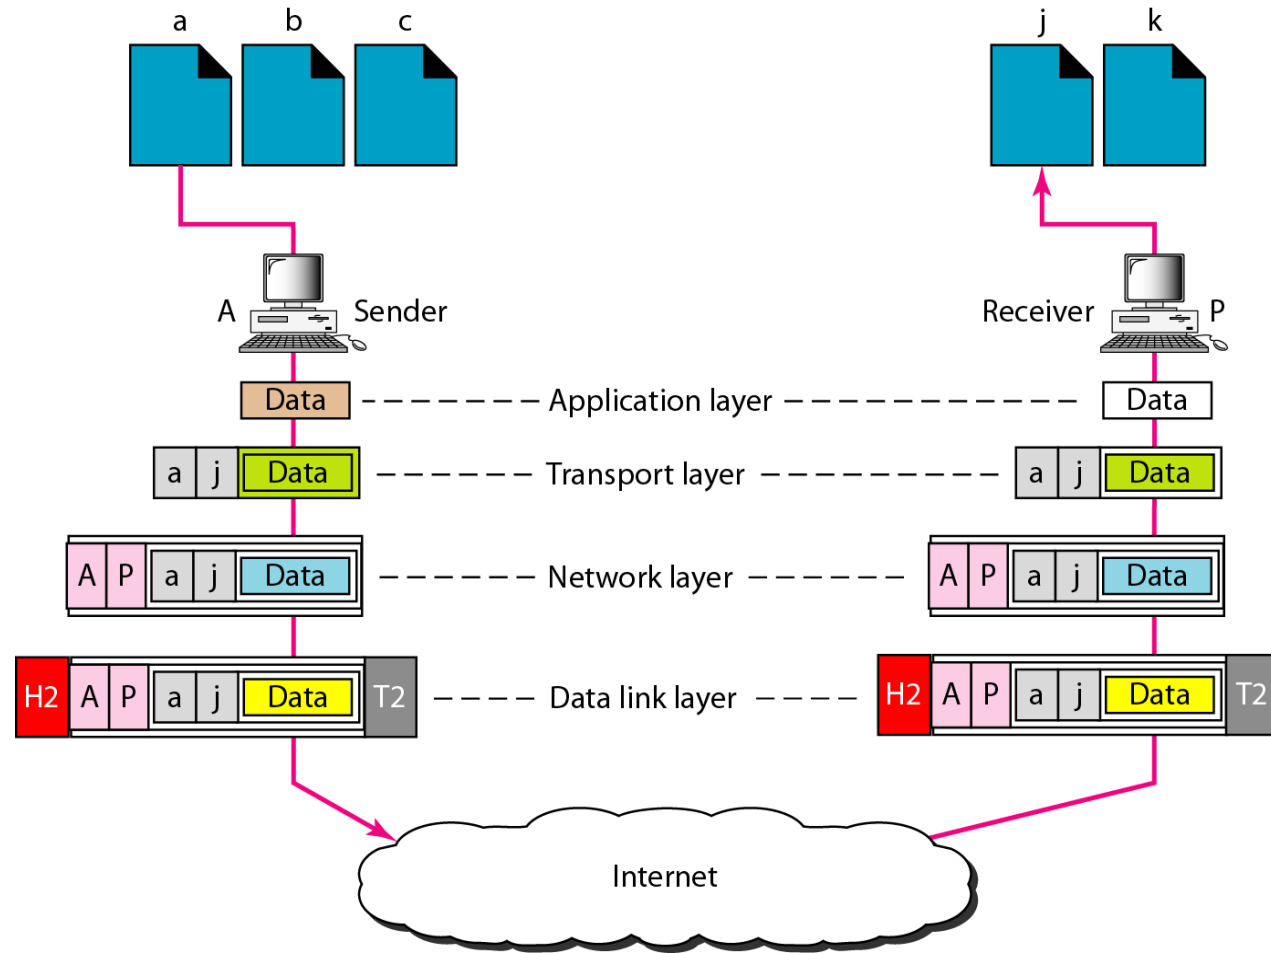 a b c j k
A Sender Receiver P
Data Application layer Data
a j Data Transport layer a j Data
A P a j Data Network layer A P a j Data
H2 A P a j Data T2 Data link layer H2 A P a j Data T2
Internet